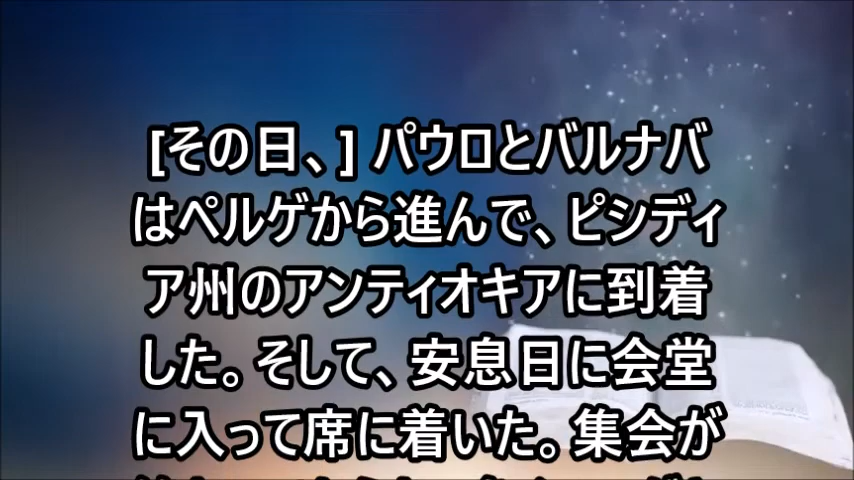 [その日、] パウロとバルナバ
はペルゲから進んで、ピシディ
ア州のアンティオキアに到着
した。そして、安息日に会堂
に入って席に着いた。集会が